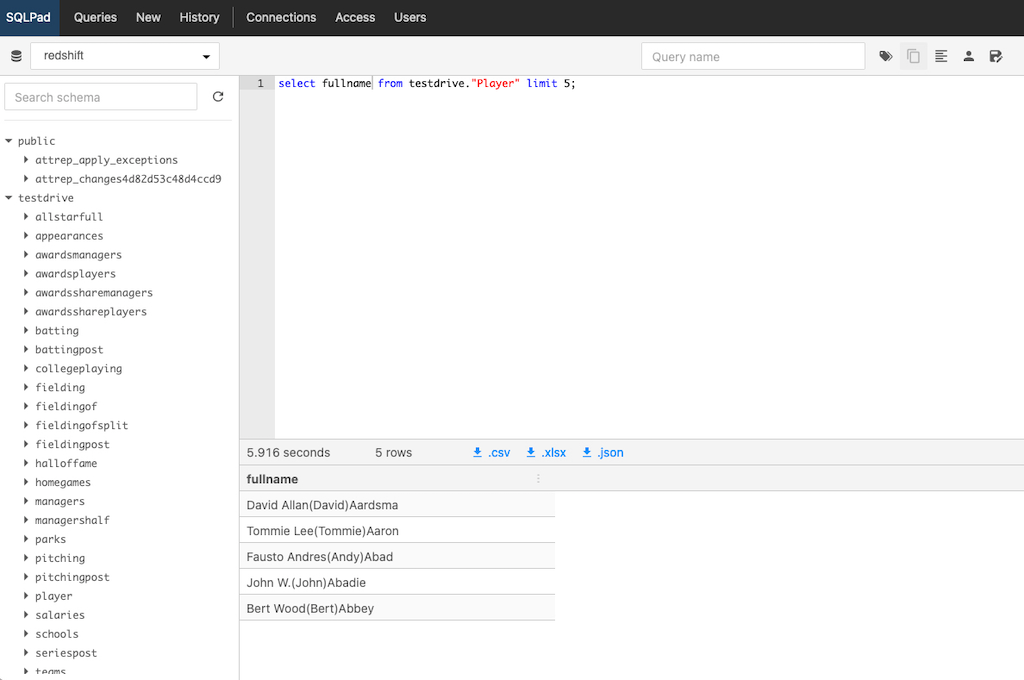 SQLPad Queries New History Connections Access Users
redshift Query name
Search schema
public
attrep_apply_exceptions
attrep_changes4d82d53c48d4ccd9
testdrive
allstarfull
appearances
awardsmanagers
awardsplayers
awardssharemanagers
awardsshareplayers
batting
battingpost
collegeplaying
fielding
fieldingof
fieldingofsplit
fieldingpost
halloffame
homegames
managers
managershalf
parks
pitching
pitchingpost
player
salaries
schools
seriespost
teams
1 select fullname from testdrive."Player" limit 5;
5.916 seconds 5 rows .csv .xlsx .json
fullname
David Allan(David)Aardsma
Tommie Lee(Tommie)Aaron
Fausto Andres(Andy)Abad
John W.(John)Abadie
Bert Wood(Bert)Abbey